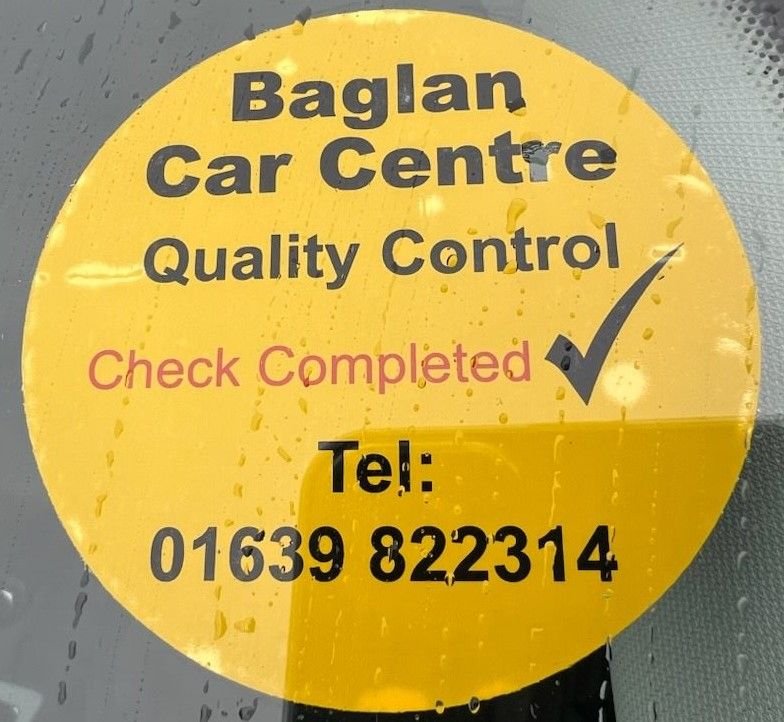 Baglan
Car Centre
Quality Control
Check Completed
Tel:
01639 822314